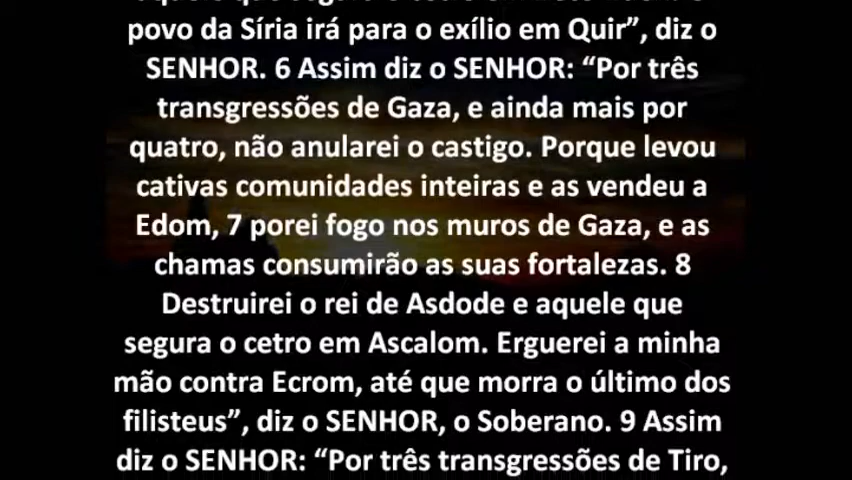 povo da Síria irá para o exílio em Quir”, diz o
SENHOR. 6 Assim diz o SENHOR: “Por três
transgressões de Gaza, e ainda mais por
quatro, não anularei o castigo. Porque levou
cativas comunidades inteiras e as vendeu a
Edom, 7 porei fogo nos muros de Gaza, e as
chamas consumirão as suas fortalezas. 8
Destruirei o rei de Asdode e aquele que
segura o cetro em Ascalom. Erguerei a minha
mão contra Ecrom, até que morra o último dos
filisteus”, diz o SENHOR, o Soberano. 9 Assim
diz o SENHOR: “Por três transgressões de Tiro,